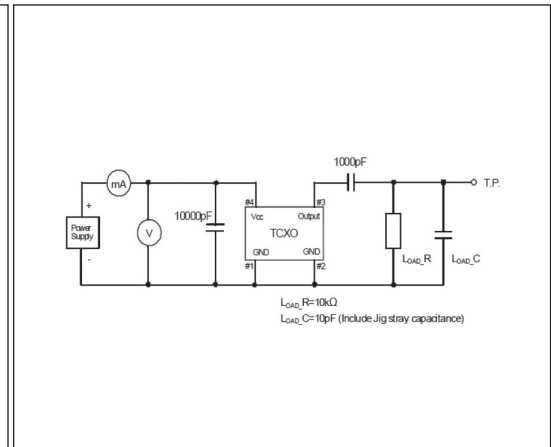 1000pF
mA
T.P.
#4
#3
+
10000pF
Vcc
Output
Power
Supply
V
TCXO
LOAD_R
LOAD_C
-
GND
GND
#1
#2
LOAD_R=10kΩ
LOAD_C=10pF (Include Jig stray capacitance)